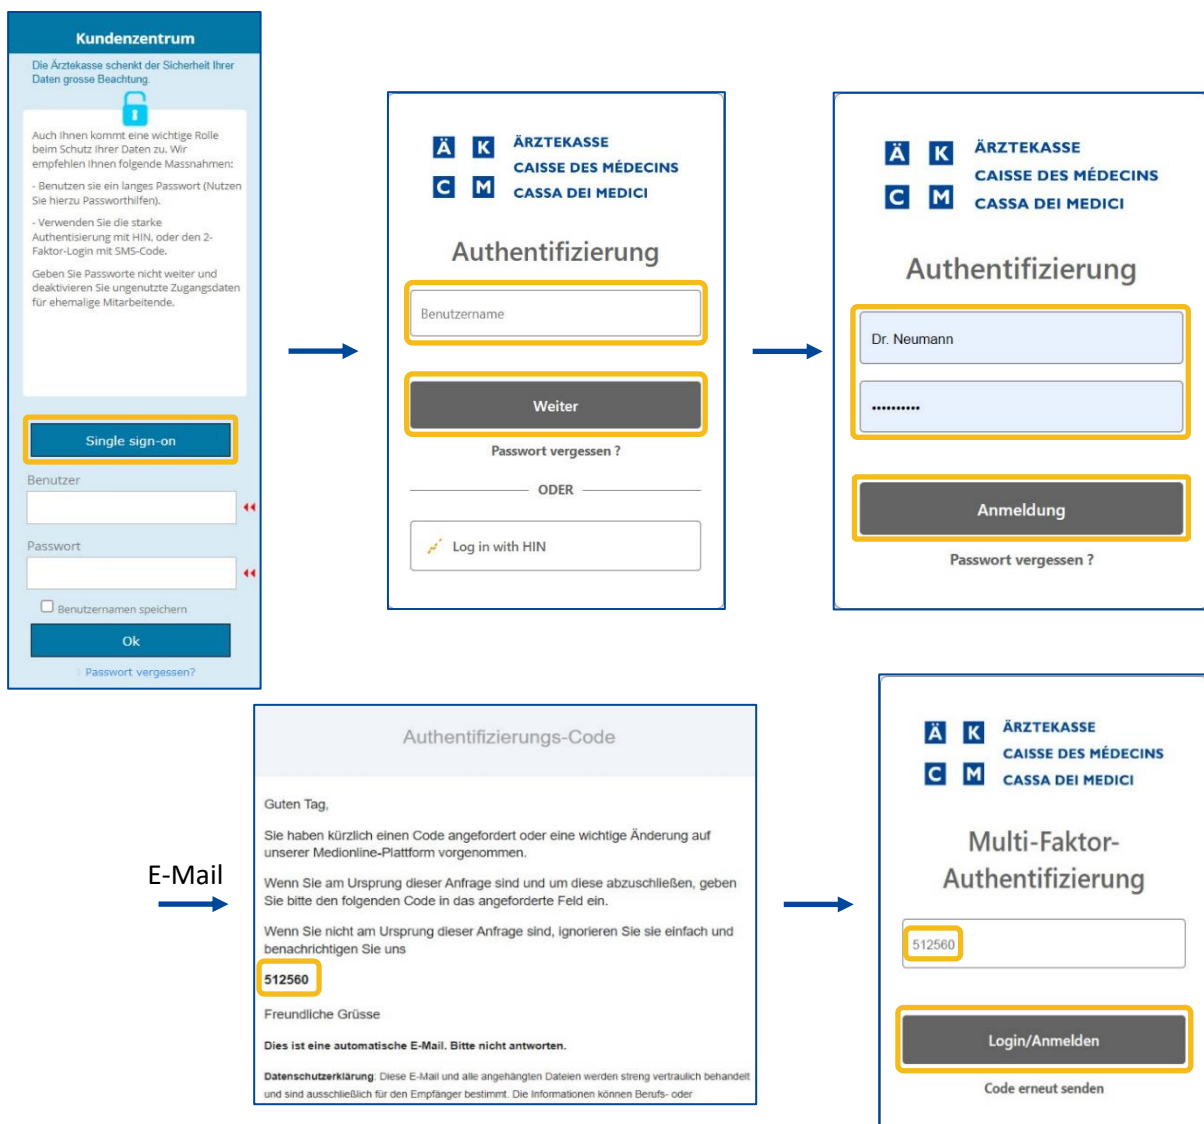 Kundenzentrum
Die Ärztekasse schenkt der Sicherheit Ihrer
Daten grosse Beachtung.
Auch Ihnen kommt eine wichtige Rolle
beim Schutz Ihrer Daten zu. Wir
empfehlen Ihnen folgende Massnahmen:
- Benutzen sie ein langes Passwort (Nutzen
Sie hierzu Passworthilfen).
- Verwenden Sie die starke
Authentisierung mit HIN, oder den 2-
Faktor-Login mit SMS-Code.
Geben Sie Passworte nicht weiter und
deaktivieren Sie ungenutzte Zugangsdaten
für ehemalige Mitarbeitende.
Single sign-on
Benutzer
Passwort
Benutzernamen speichern
Ok
Passwort vergessen?
Ä K ÄRZTEKASSE
CAISSE DES MÉDECINS
C M CASSA DEI MEDICI
Authentifizierung
Benutzername
Weiter
Passwort vergessen ?
ODER
Log in with HIN
Ä K ÄRZTEKASSE
CAISSE DES MÉDECINS
C M CASSA DEI MEDICI
Authentifizierung
Dr. Neumann
••••••••••
Anmeldung
Passwort vergessen ?
E-Mail
Authentifizierungs-Code
Guten Tag,
Sie haben kürzlich einen Code angefordert oder eine wichtige Änderung auf
unserer Medionline-Plattform vorgenommen.
Wenn Sie am Ursprung dieser Anfrage sind und um diese abzuschließen, geben
Sie bitte den folgenden Code in das angeforderte Feld ein.
Wenn Sie nicht am Ursprung dieser Anfrage sind, ignorieren Sie sie einfach und
benachrichtigen Sie uns
512560
Freundliche Grüsse
Dies ist eine automatische E-Mail. Bitte nicht antworten.
Datenschutzerklärung: Diese E-Mail und alle angehängten Dateien werden streng vertraulich behandelt
und sind ausschließlich für den Empfänger bestimmt. Die Informationen können Berufs- oder
Ä K ÄRZTEKASSE
CAISSE DES MÉDECINS
C M CASSA DEI MEDICI
Multi-Faktor-
Authentifizierung
512560
Login/Anmelden
Code erneut senden